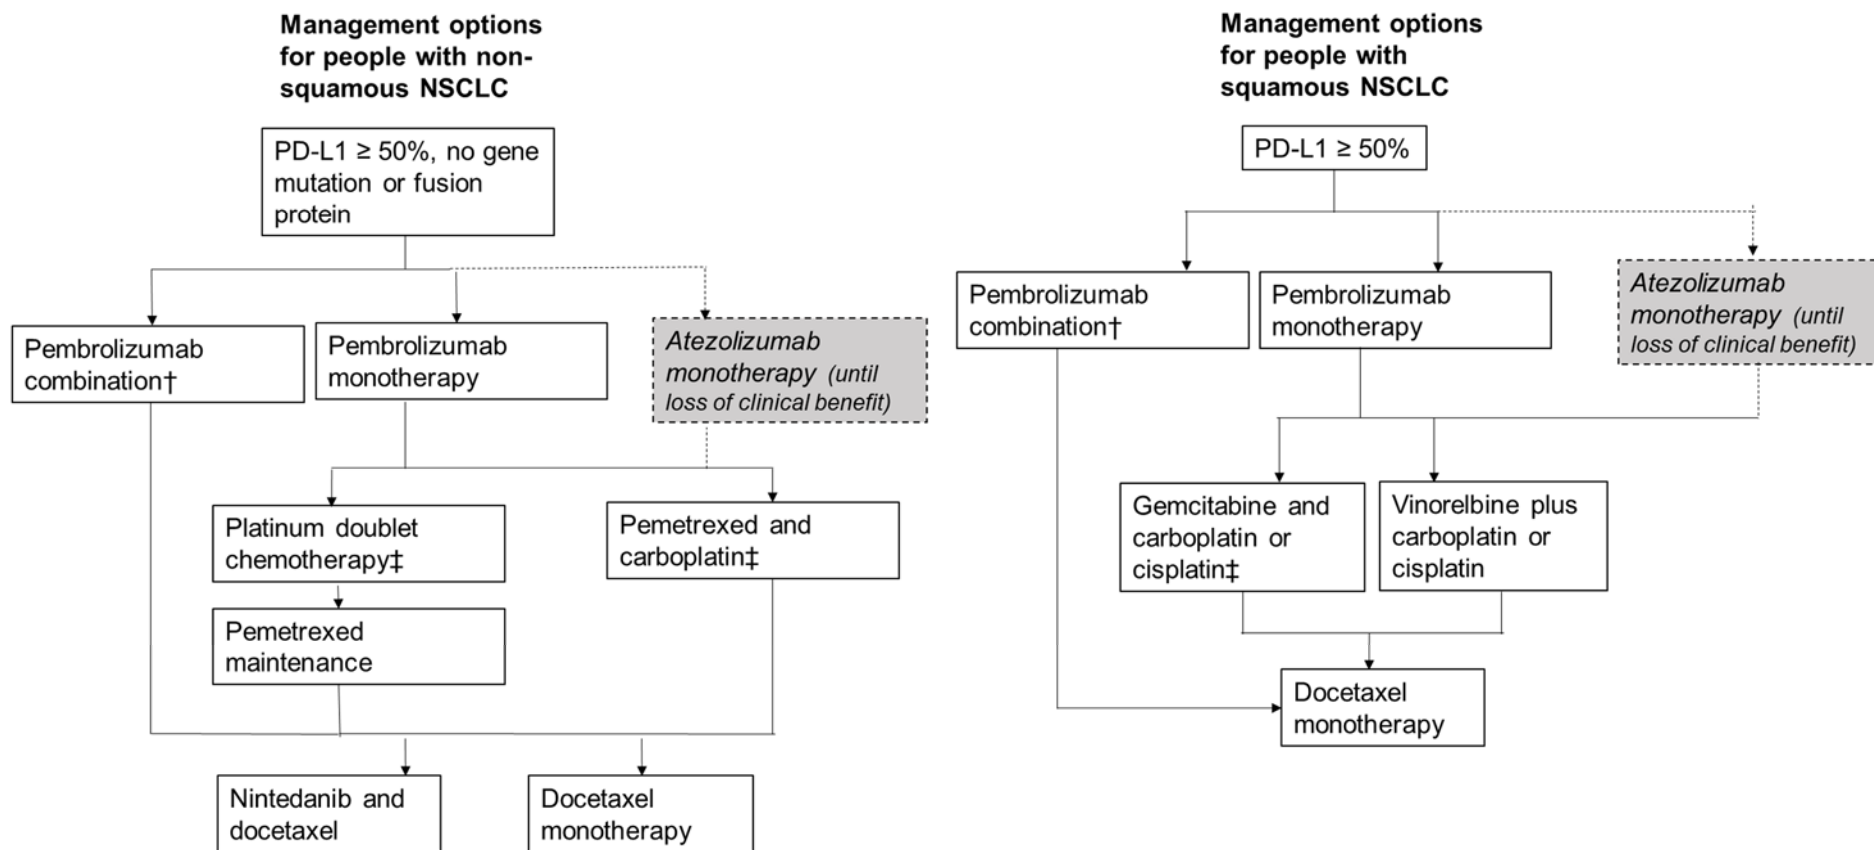 Management options
for people with non-
squamous NSCLC
PD-L1 ≥ 50%, no gene
mutation or fusion
protein
Pembrolizumab
combination†
Pembrolizumab
monotherapy
Atezolizumab
monotherapy (until
loss of clinical benefit)
Platinum doublet
chemotherapy‡
Pemetrexed and
carboplatin‡
Pemetrexed
maintenance
Nintedanib and
docetaxel
Docetaxel
monotherapy
Management options
for people with
squamous NSCLC
PD-L1 ≥ 50%
Pembrolizumab
combination†
Pembrolizumab
monotherapy
Atezolizumab
monotherapy (until
loss of clinical benefit)
Gemcitabine and
carboplatin or
cisplatin‡
Vinorelbine plus
carboplatin or
cisplatin
Docetaxel
monotherapy